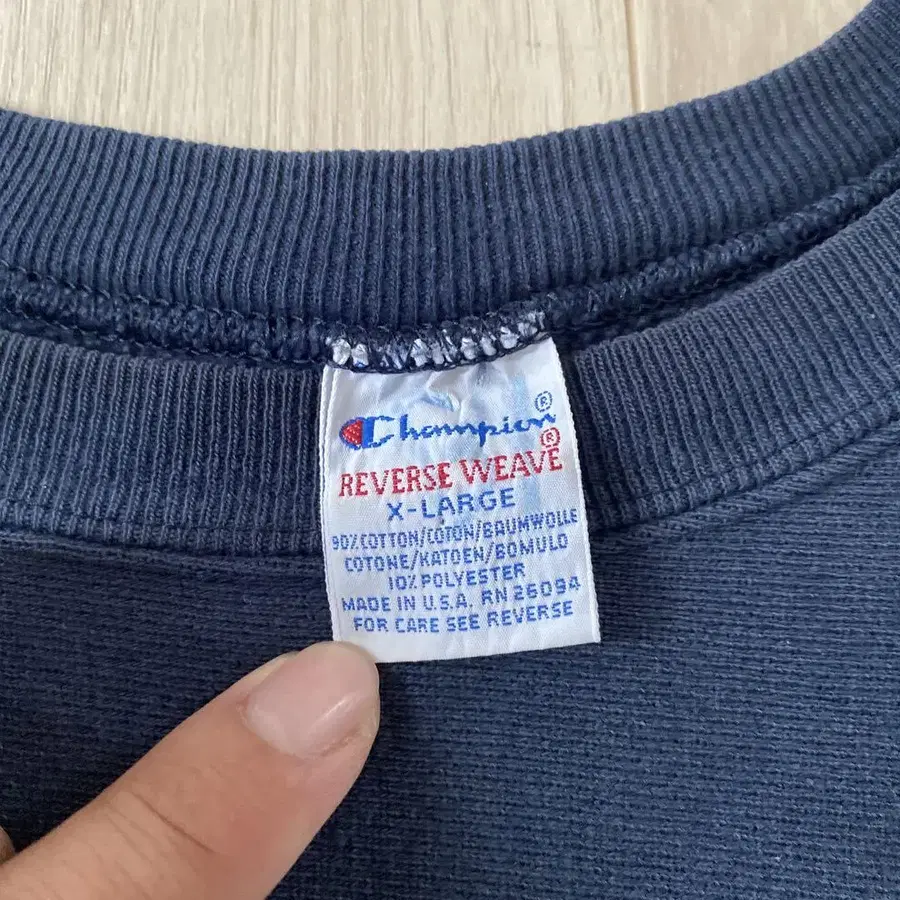 Champion®
REVERSE WEAVE®
X-LARGE
90% COTTON/COTON/BAUMWOLLE
COTONE/KATOEN/BOMULD
10% POLYESTER
MADE IN U.S.A. RN 26094
FOR CARE SEE REVERSE